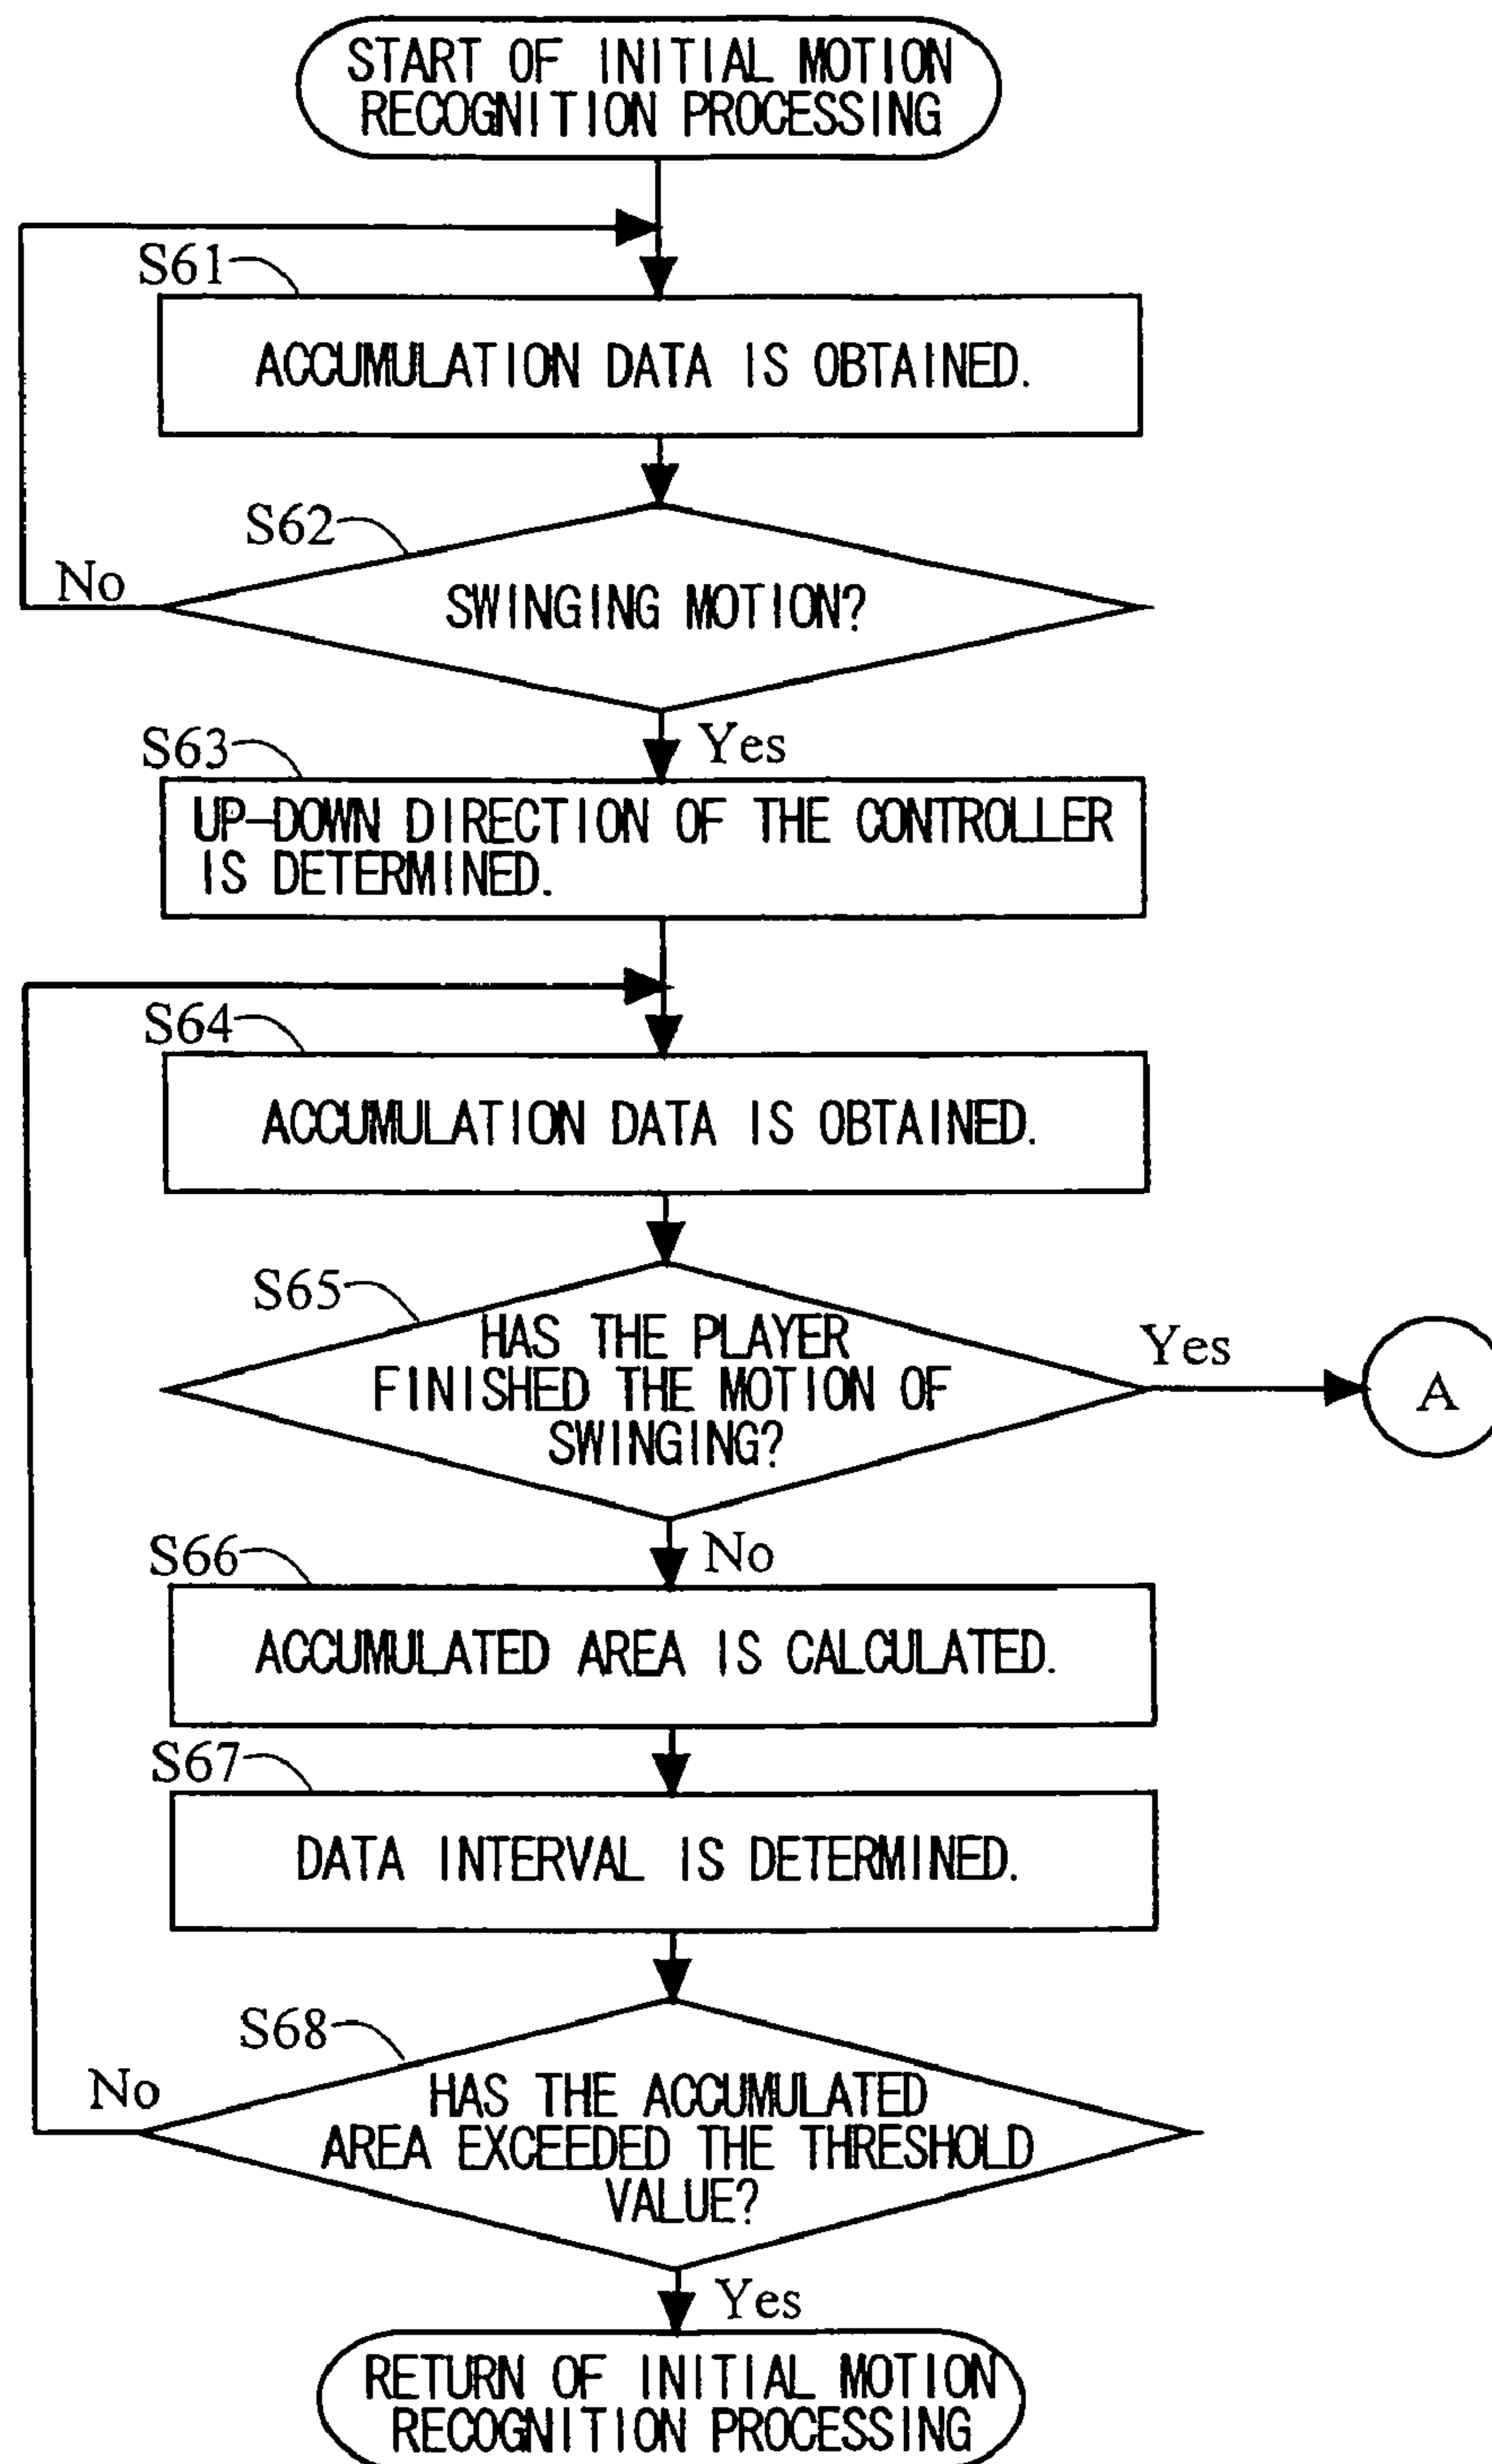 START OF INITIAL MOTION
RECOGNITION PROCESSING
S61
ACCUMULATION DATA IS OBTAINED.
S62
No
SWINGING MOTION?
Yes
S63
UP-DOWN DIRECTION OF THE CONTROLLER
IS DETERMINED.
S64
ACCUMULATION DATA IS OBTAINED.
S65
HAS THE PLAYER
FINISHED THE MOTION OF
SWINGING?
Yes
A
No
S66
ACCUMULATED AREA IS CALCULATED.
S67
DATA INTERVAL IS DETERMINED.
S68
No
HAS THE ACCUMULATED
AREA EXCEEDED THE THRESHOLD
VALUE?
Yes
RETURN OF INITIAL MOTION
RECOGNITION PROCESSING